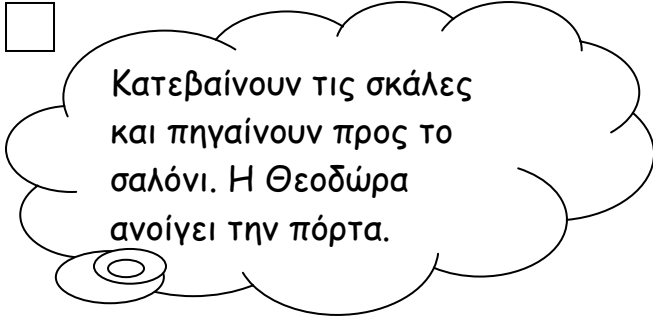 Κατεβαίνουν τις σκάλες
και πηγαίνουν προς το
σαλόνι. Η Θεοδώρα
ανοίγει την πόρτα.